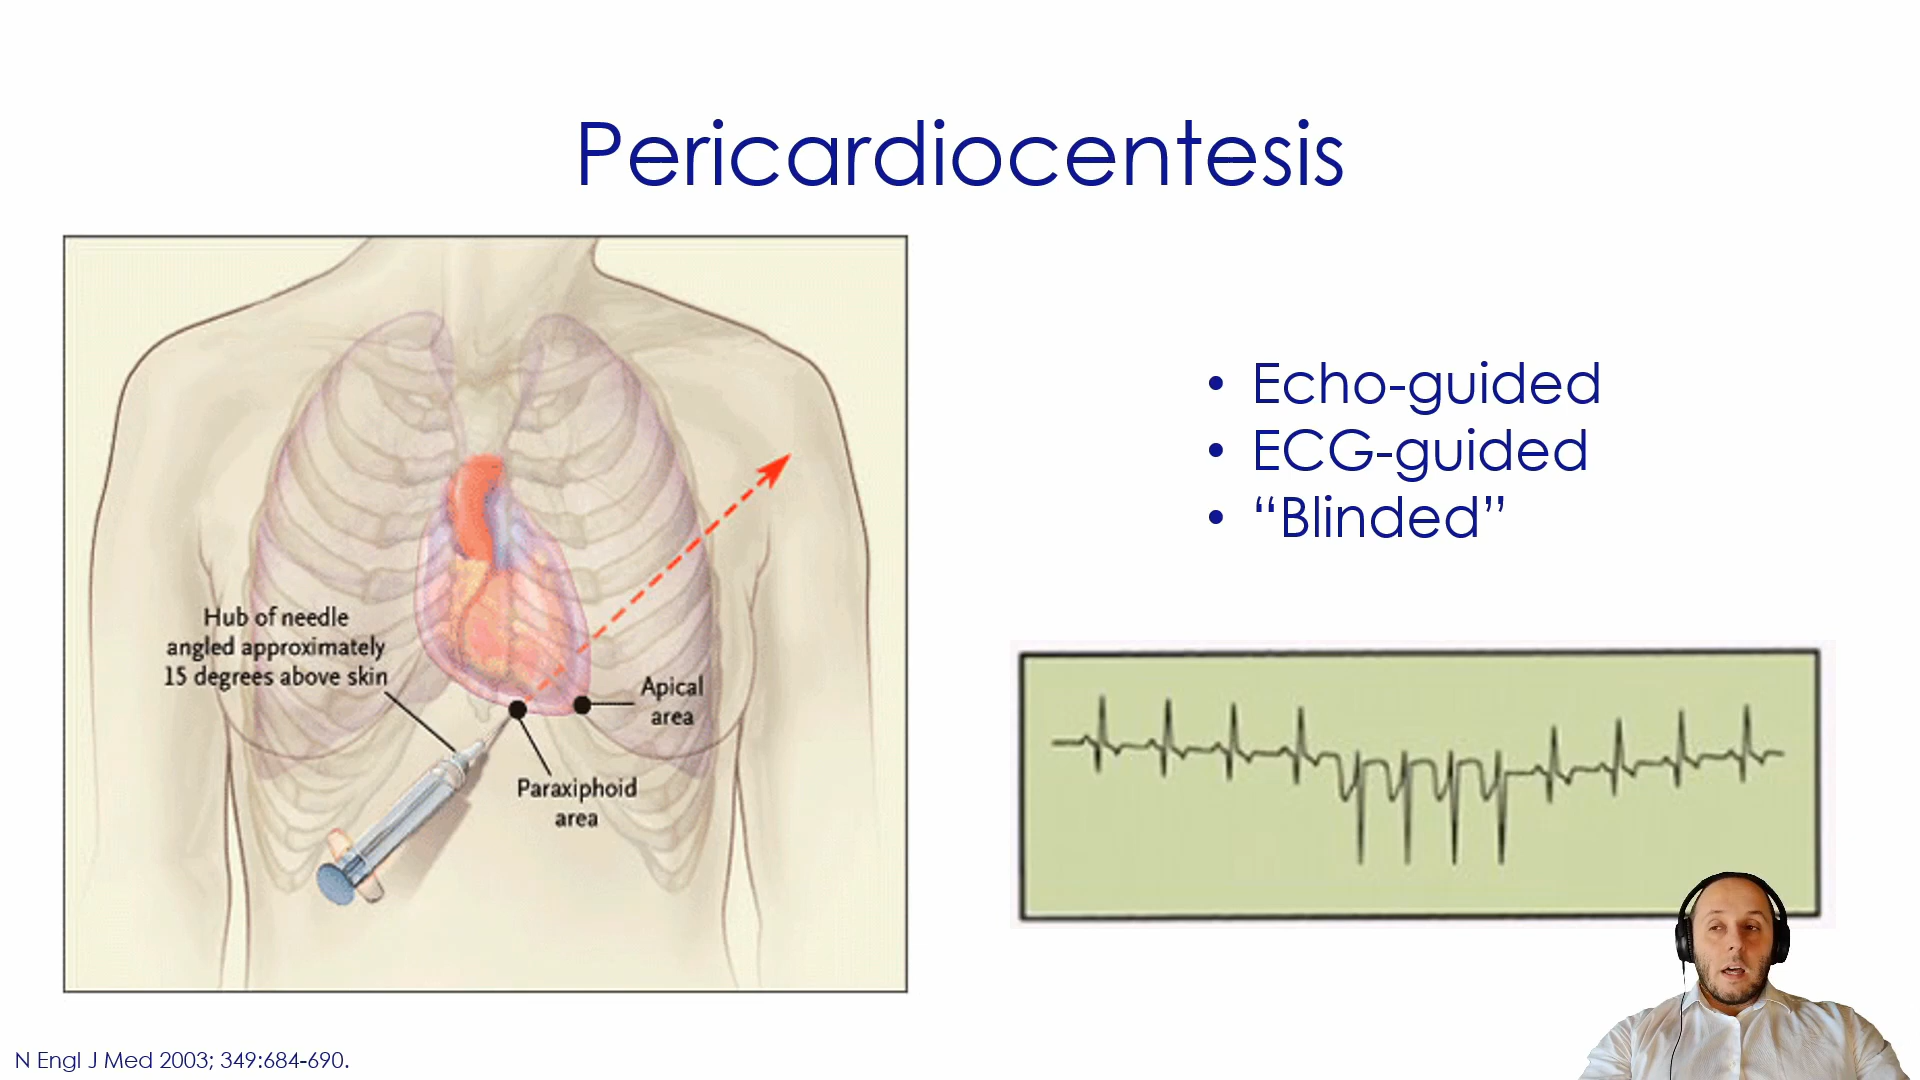 Pericardiocentesis
Hub of needle
angled approximately
15 degrees above skin
Apical
area
Paraxiphoid
area
• Echo-guided
• ECG-guided
• “Blinded”
N Engl J Med 2003; 349:684-690.